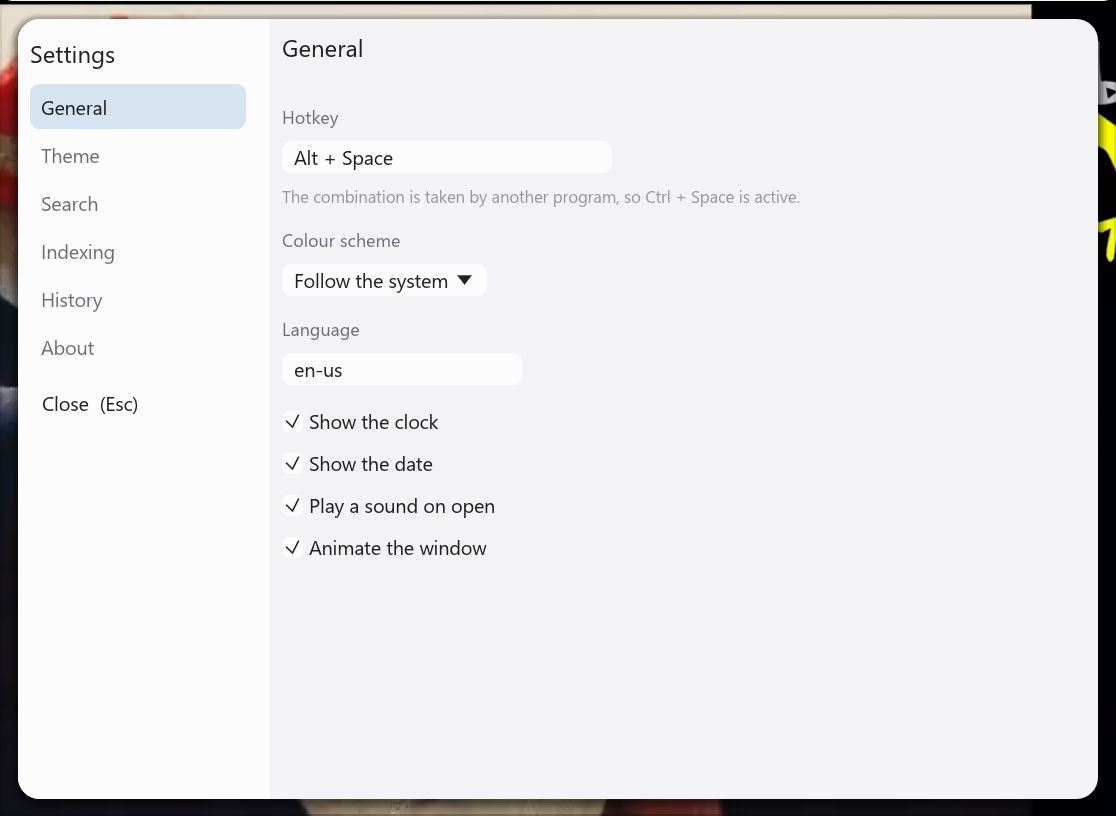 Settings
General
Theme
Search
Indexing
History
About
Close (Esc)
General
Hotkey
Alt + Space
The combination is taken by another program, so Ctrl + Space is active.
Colour scheme
Follow the system
Language
en-us
Show the clock
Show the date
Play a sound on open
Animate the window